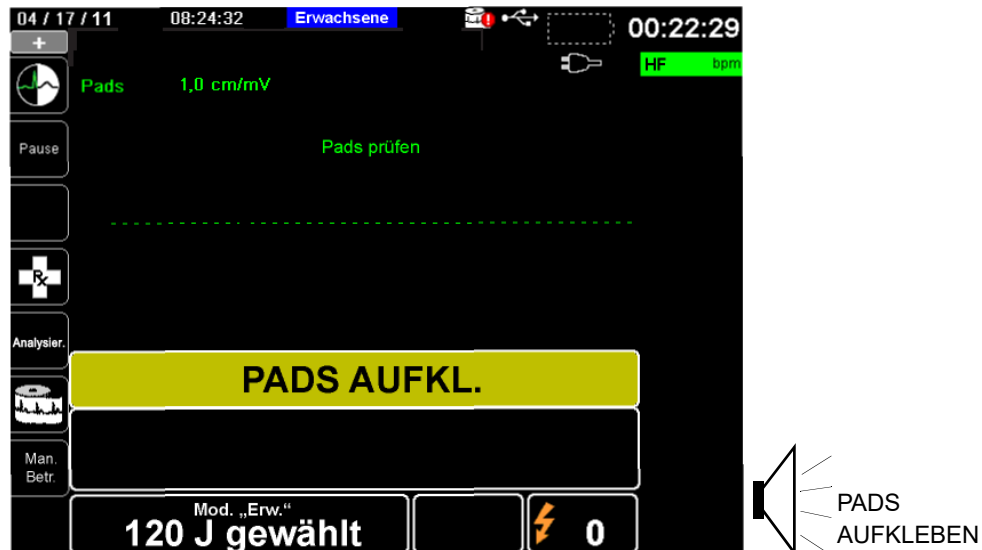 04 / 17 / 11 08:24:32 Erwachsene 00:22:29
+
HF bpm
Pads 1,0 cm/mV
Pause
Pads prüfen
Rx
Analysier.
PADS AUFKL.
Man.
Betr.
Mod. „Erw.“
120 J gewählt
0
PADS
AUFKLEBEN